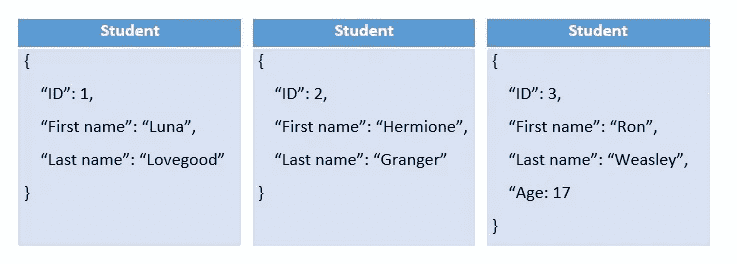 Student
{
“ID”: 1,
“First name”: “Luna”,
“Last name”: “Lovegood”
}
Student
{
“ID”: 2,
“First name”: “Hermione”,
“Last name”: “Granger”
}
Student
{
“ID”: 3,
“First name”: “Ron”,
“Last name”: “Weasley”,
“Age: 17
}